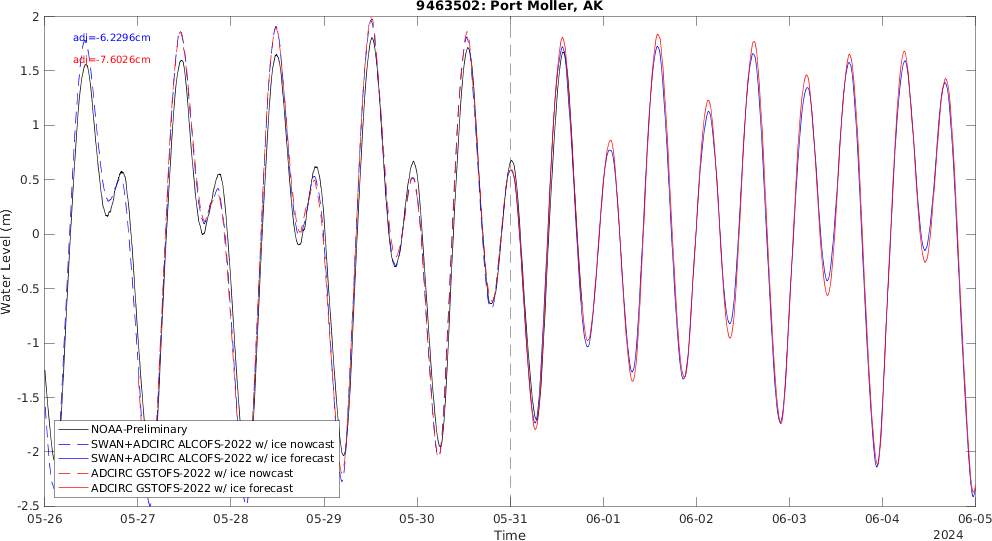 9463502: Port Moller, AK
adj=-6.2296cm
adj=-7.6026cm
Water Level (m)
2
1.5
1
0.5
0
-0.5
-1
-1.5
-2
-2.5
NOAA-Preliminary
SWAN+ADCIRC ALCOFS-2022 w/ ice nowcast
SWAN+ADCIRC ALCOFS-2022 w/ ice forecast
ADCIRC GSTOFS-2022 w/ ice nowcast
ADCIRC GSTOFS-2022 w/ ice forecast
05-26 05-27 05-28 05-29 05-30 05-31 06-01 06-02 06-03 06-04 06-05
Time
2024